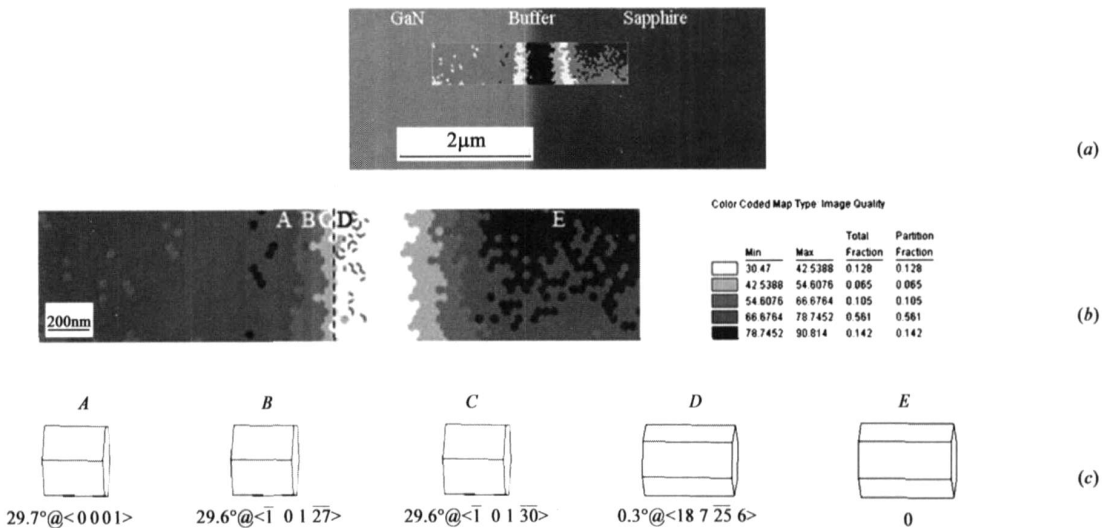 GaN Buffer Sapphire
2μm
(a)
A B C D E
200nm
(b)
Color Coded Map Type Image Quality
Total Partition
Min Max Fraction Fraction
30.47 42.5388 0.128 0.128
42.5388 54.6076 0.065 0.065
54.6076 66.6764 0.105 0.105
66.6764 78.7452 0.561 0.561
78.7452 90.814 0.142 0.142
A B C D E
(c)
29.7°@<0 0 0 1> 29.6°@<1̅ 0 1 2̅7̅> 29.6°@<1̅ 0 1 3̅0̅> 0.3°@<18 7 2̅5̅ 6> 0